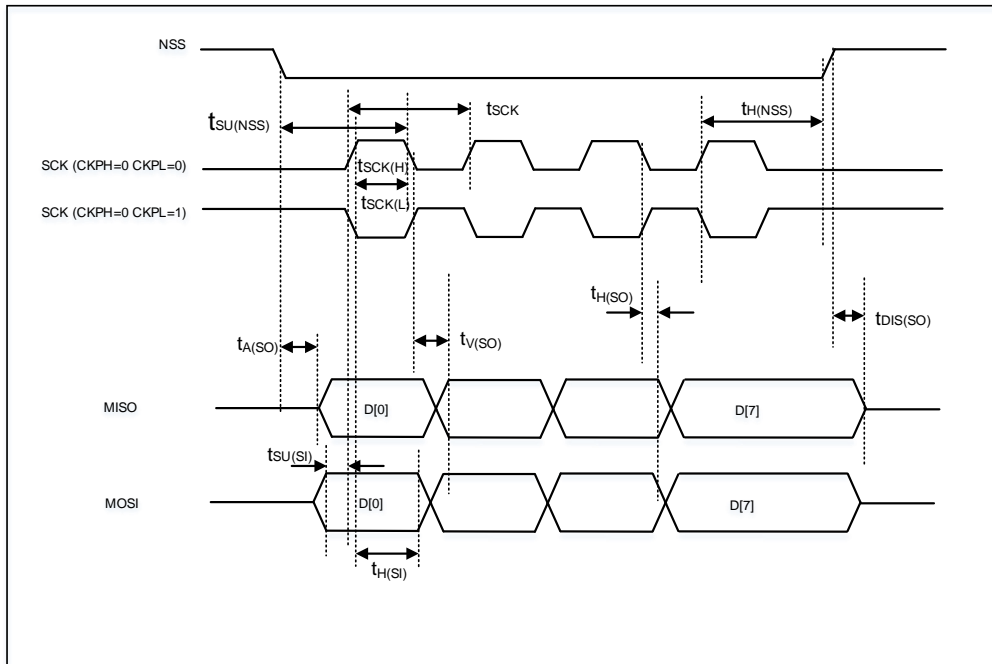 NSS
tSCK
tH(NSS)
tSU(NSS)
SCK (CKPH=0 CKPL=0)
tSCK(H)
tSCK(L)
SCK (CKPH=0 CKPL=1)
tH(SO)
tDIS(SO)
tV(SO)
tA(SO)
MISO
D[0]
D[7]
tSU(SI)
MOSI
D[0]
D[7]
tH(SI)